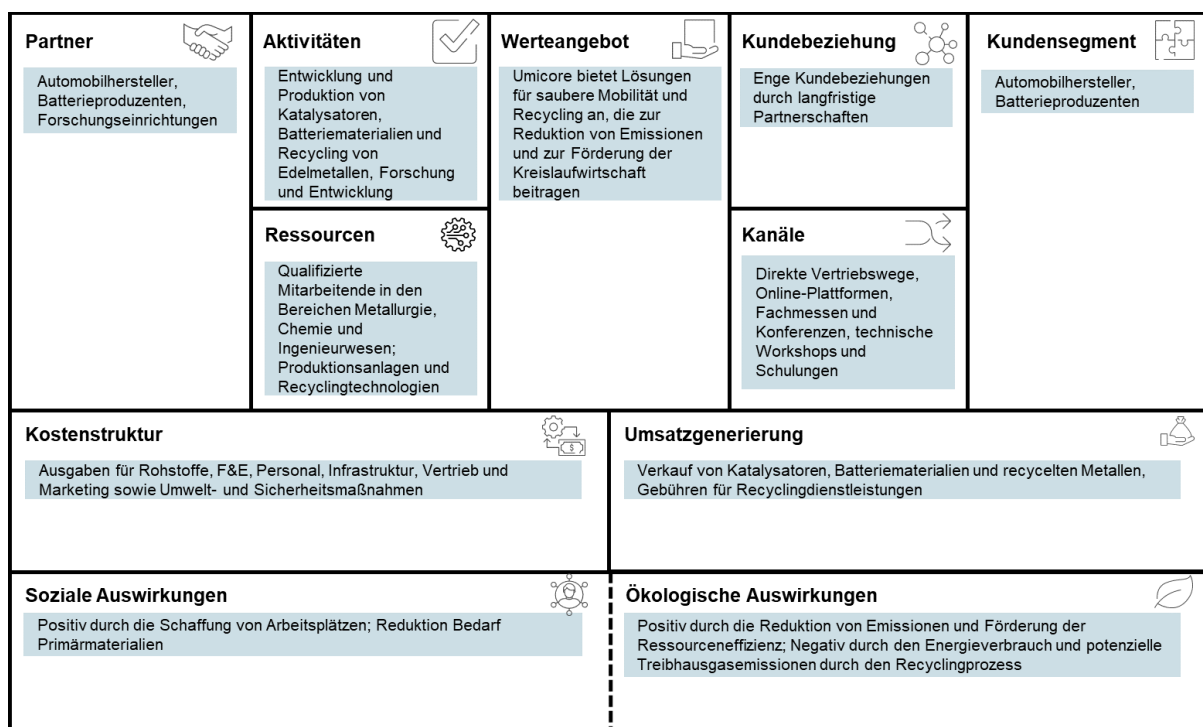 Partner
Automobilhersteller,
Batterieproduzenten,
Forschungseinrichtungen
Aktivitäten
Entwicklung und
Produktion von
Katalysatoren,
Batteriematerialien und
Recycling von
Edelmetallen, Forschung
und Entwicklung
Ressourcen
Qualifizierte
Mitarbeitende in den
Bereichen Metallurgie,
Chemie und
Ingenieurwesen;
Produktionsanlagen und
Recyclingtechnologien
Werteangebot
Umicore bietet Lösungen
für saubere Mobilität und
Recycling an, die zur
Reduktion von Emissionen
und zur Förderung der
Kreislaufwirtschaft
beitragen
Kundebeziehung
Enge Kundebeziehungen
durch langfristige
Partnerschaften
Kanäle
Direkte Vertriebswege,
Online-Plattformen,
Fachmessen und
Konferenzen, technische
Workshops und
Schulungen
Kundensegment
Automobilhersteller,
Batterieproduzenten
Kostenstruktur
$
Ausgaben für Rohstoffe, F&E, Personal, Infrastruktur, Vertrieb und
Marketing sowie Umwelt- und Sicherheitsmaßnahmen
Umsatzgenerierung
Verkauf von Katalysatoren, Batteriematerialien und recycelten Metallen,
Gebühren für Recyclingdienstleistungen
Soziale Auswirkungen
Positiv durch die Schaffung von Arbeitsplätzen; Reduktion Bedarf
Primärmaterialien
Ökologische Auswirkungen
Positiv durch die Reduktion von Emissionen und Förderung der
Ressourceneffizienz; Negativ durch den Energieverbrauch und potenzielle
Treibhausgasemissionen durch den Recyclingprozess